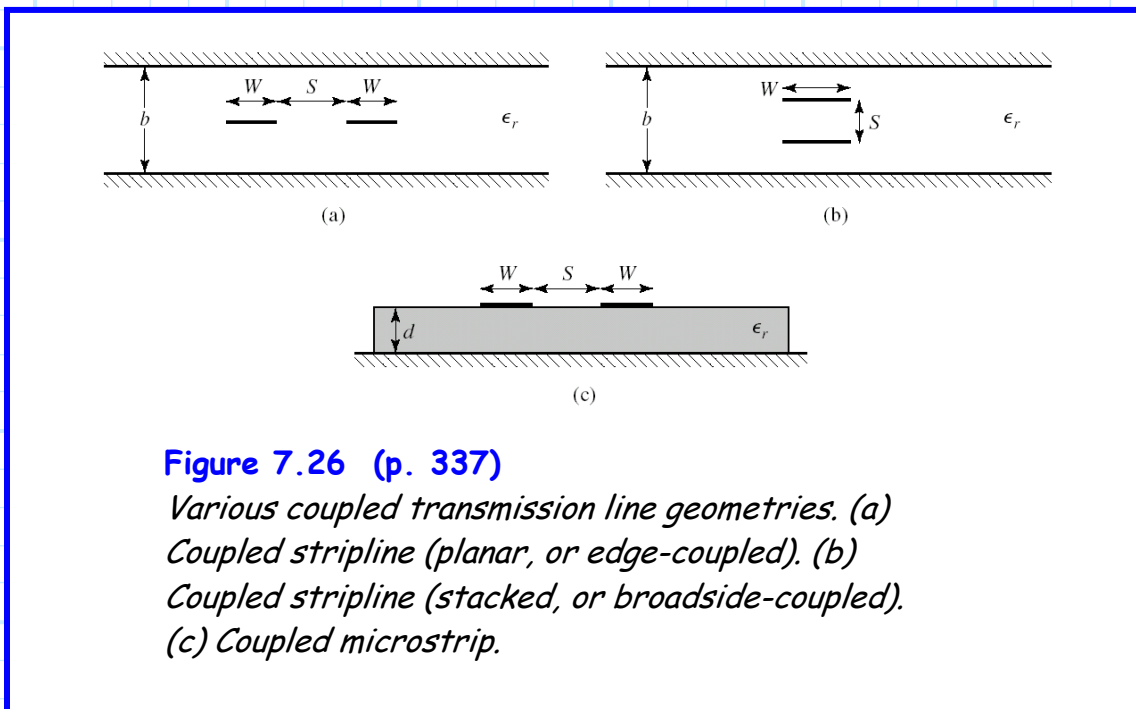 W S W
b
ϵr
(a)
W
b
S
ϵr
(b)
W S W
d
ϵr
(c)
Figure 7.26 (p. 337)
Various coupled transmission line geometries. (a)
Coupled stripline (planar, or edge-coupled). (b)
Coupled stripline (stacked, or broadside-coupled).
(c) Coupled microstrip.